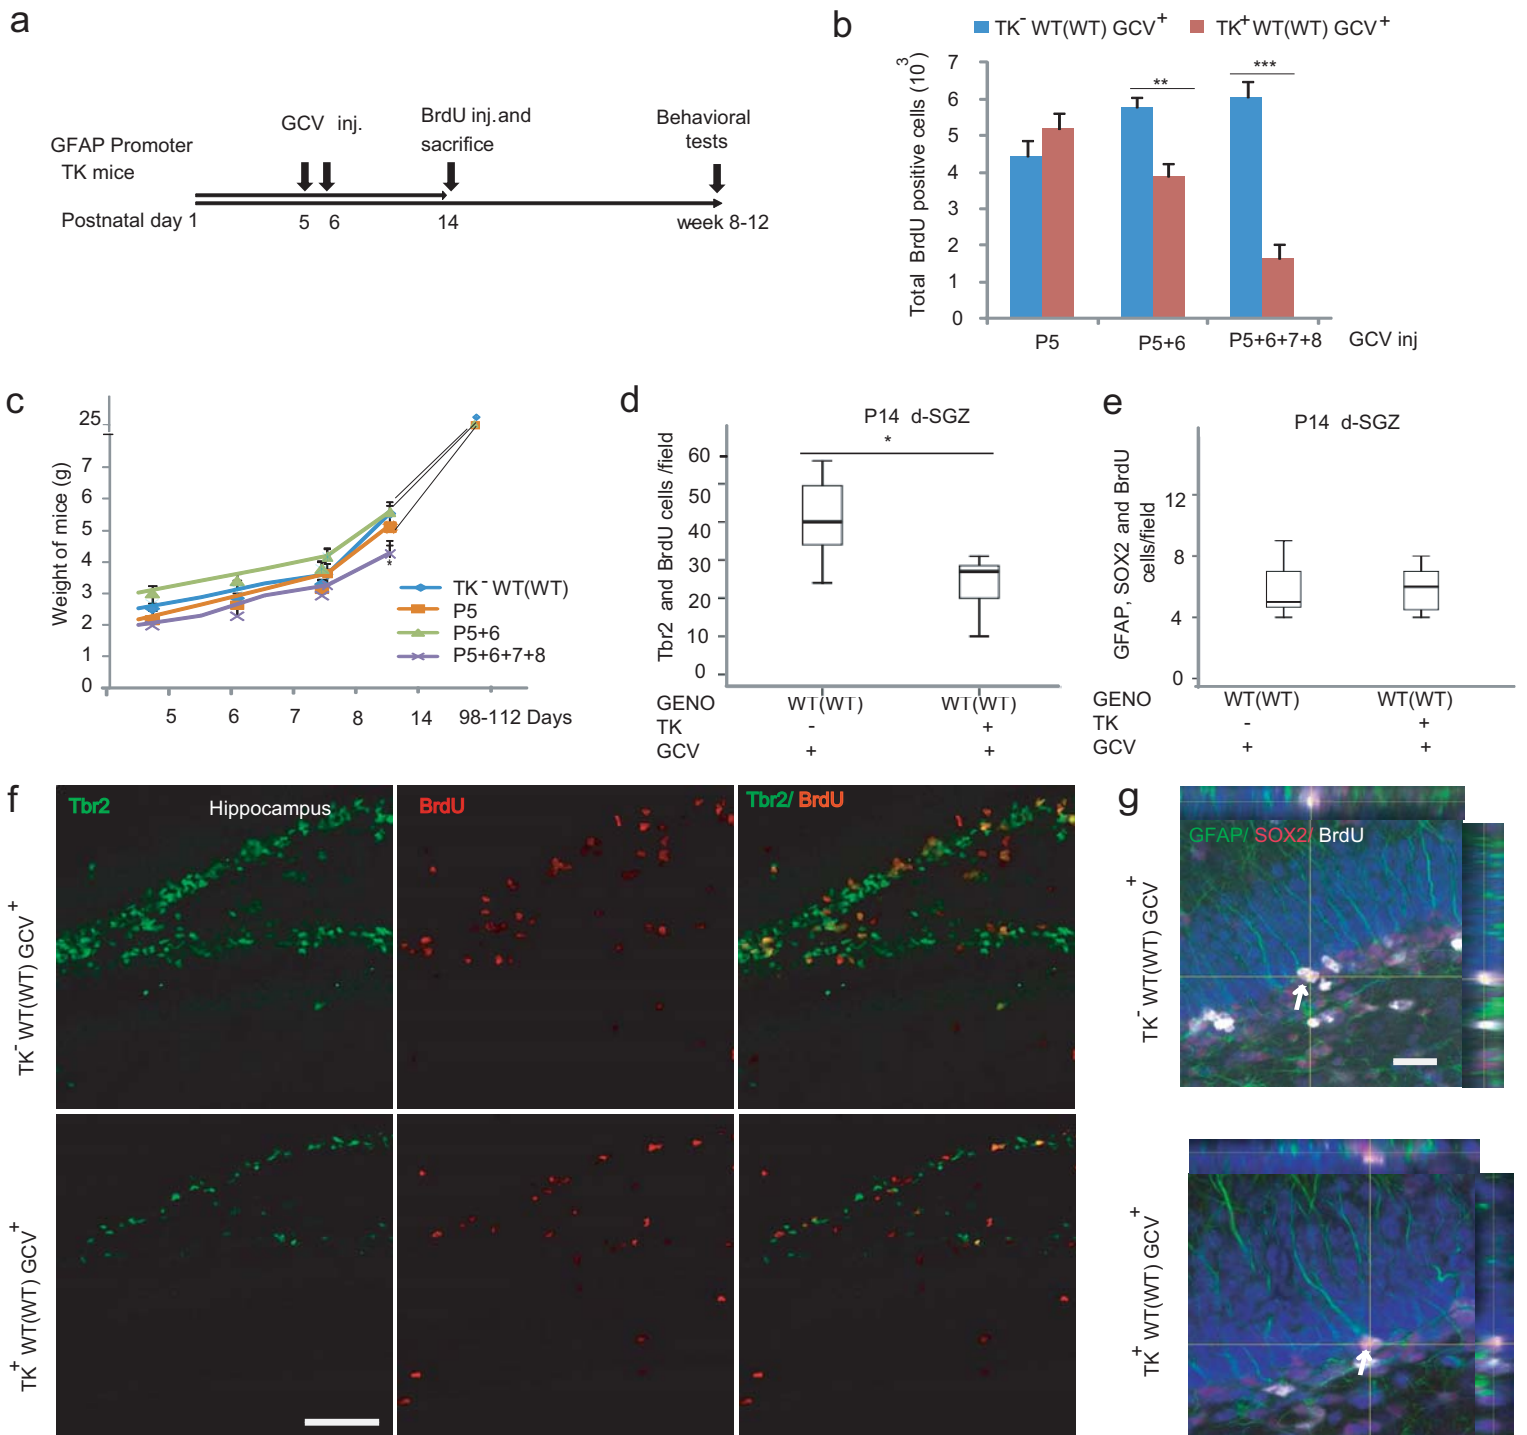 a
GCV inj.
BrdU inj.and
sacrifice
Behavioral
tests
GFAP Promoter
TK mice
Postnatal day 1
5
6
14
week 8-12
b
TK- WT(WT) GCV+
TK+ WT(WT) GCV+
Total BrdU positive cells (103)
7
6
5
4
3
2
1
0
**
***
P5
P5+6
P5+6+7+8
GCV inj
c
Weight of mice (g)
25
7
6
5
4
3
2
1
0
*
TK- WT(WT)
P5
P5+6
P5+6+7+8
5
6
7
8
14
98-112 Days
d
P14 d-SGZ
*
Tbr2 and BrdU cells /field
60
50
40
30
20
10
0
GENO WT(WT) WT(WT)
TK - +
GCV + +
e
P14 d-SGZ
GFAP, SOX2 and BrdU
cells/field
12
8
4
0
GENO WT(WT) WT(WT)
TK - +
GCV + +
f
Tbr2
Hippocampus
BrdU
Tbr2/ BrdU
TK- WT(WT) GCV+
TK+ WT(WT) GCV+
g
GFAP/ SOX2/ BrdU
TK- WT(WT) GCV+
TK+ WT(WT) GCV+